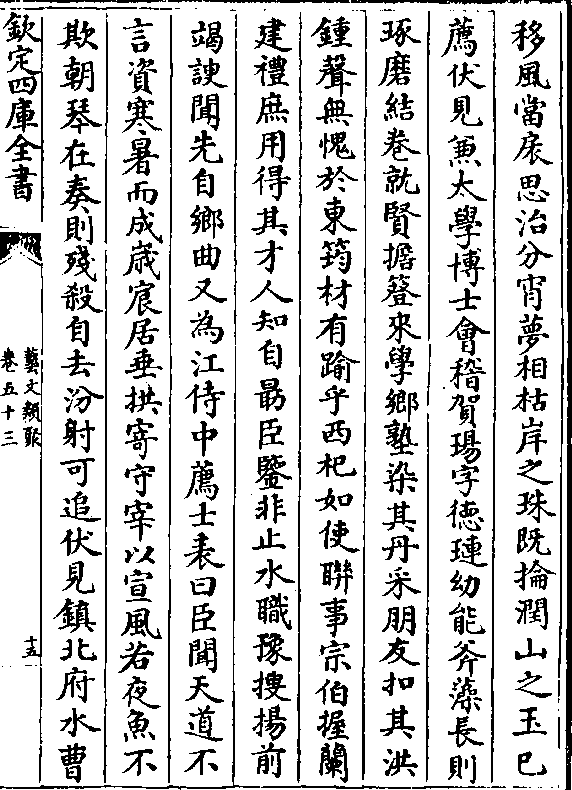 移風當扆思治分宵夢相枯岸之珠既掄潤山之玉已
薦伏見兼太學博士會稽賀瑒字徳璉幼能斧藻長則
琢磨結卷就賢擔簦來學鄉塾染其丹采朋友扣其洪
鍾聲無愧於東筠材有踰乎西杞如使聨事宗伯握蘭
建禮庶用得其才人知自勗臣鑒非止水職豫搜揚前
竭諛聞先自鄉曲又為江侍中薦士表曰臣聞天道不
言資寒暑而成嵗宸居垂拱寄守宰以宣風若夜魚不
欺朝琴在奏則殘殺自去汾射可追伏見鎮北府水曹
欽定四庫全書
藝文類聚
卷五十三
十五